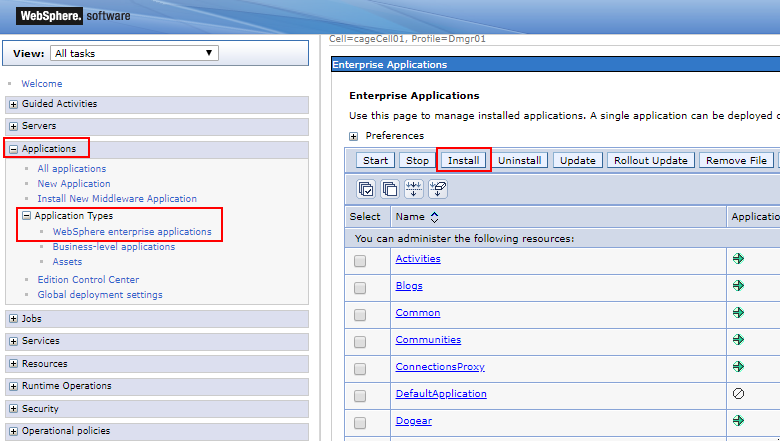 WebSphere. software
View: All tasks
Welcome
Guided Activities
Servers
Applications
All applications
New Application
Install New Middleware Application
Application Types
WebSphere enterprise applications
Business-level applications
Assets
Edition Control Center
Global deployment settings
Jobs
Services
Resources
Runtime Operations
Security
Operational policies
Cell=cageCell01, Profile=Dmgr01
Enterprise Applications
Enterprise Applications
Use this page to manage installed applications. A single application can be deployed o
Preferences
Start Stop Install Uninstall Update Rollout Update Remove File
Select Name Applicatio
You can administer the following resources:
Activities
Blogs
Common
Communities
ConnectionsProxy
DefaultApplication
Dogear